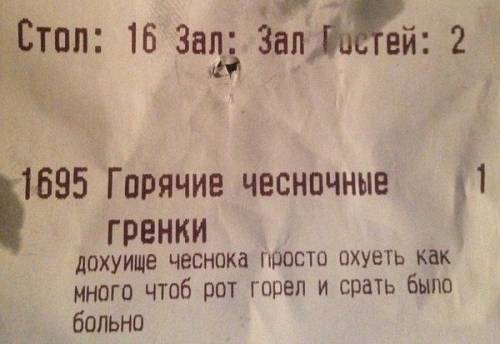 Стол: 16 Зал: Зал Гостей: 2
1695 Горячие чесночные 1
гренки
дохуище чеснока просто охуеть как
много чтоб рот горел и срать было
больно